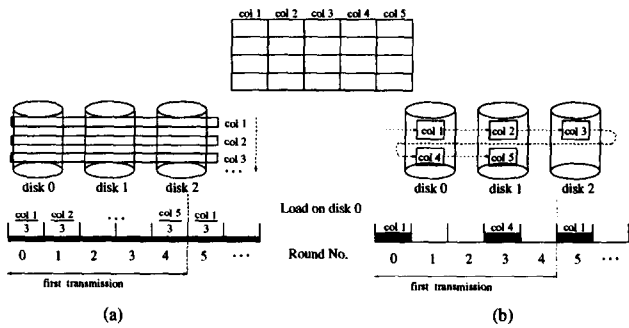 col 1 col 2 col 3 col 4 col 5
col 1
col 2
col 3
...
disk 0 disk 1 disk 2
col 1 col 2 col 3
col 4 col 5
disk 0 disk 1 disk 2
Load on disk 0
col 1 col 2 ... col 5 col 1
3 3 3 3
0 1 2 3 4 5 ...
first transmission
(a)
Round No.
col 1 col 4 col 1
0 1 2 3 4 5 ...
first transmission
(b)